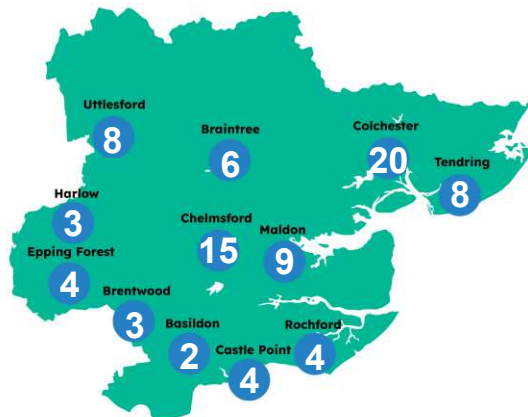 Uttlesford
8
Braintree
6
Colchester
20
Tendring
8
Harlow
3
Chelmsford
15
Maldon
9
Epping Forest
4
Brentwood
3
Basildon
2
Castle Point
4
Rochford
4